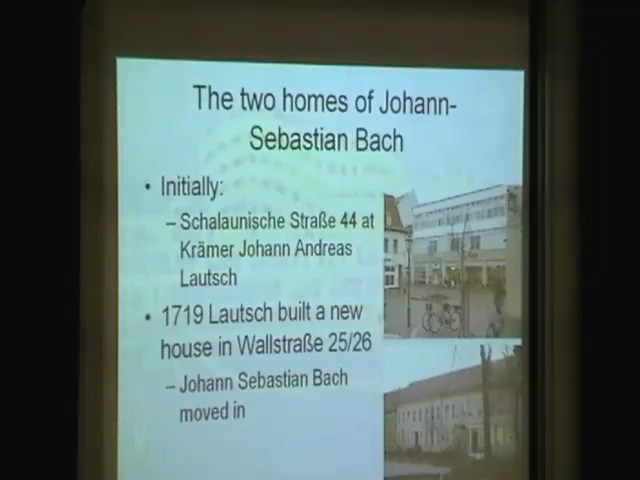 The two homes of Johann-
Sebastian Bach
• Initially:
– Schalaunische Straße 44 at
Krämer Johann Andreas
Lautsch
• 1719 Lautsch built a new
house in Wallstraße 25/26
– Johann Sebastian Bach
moved in